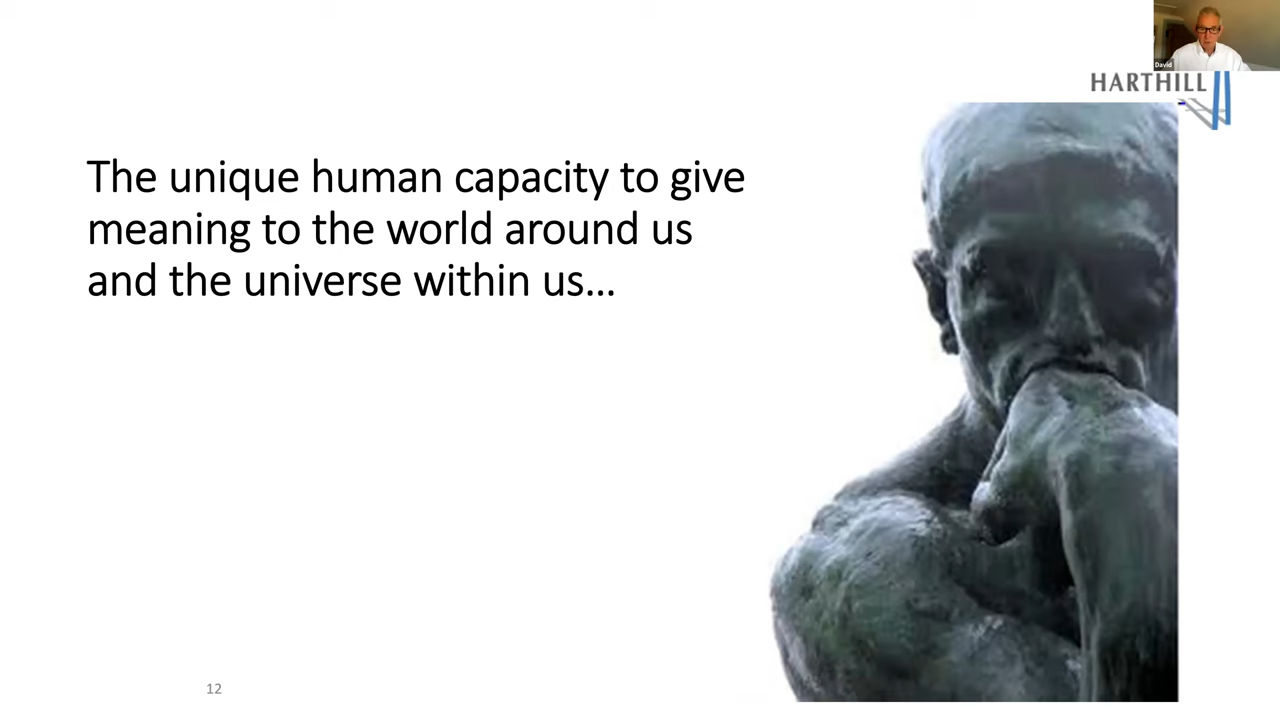 David
HARTHILL
The unique human capacity to give
meaning to the world around us
and the universe within us...
12